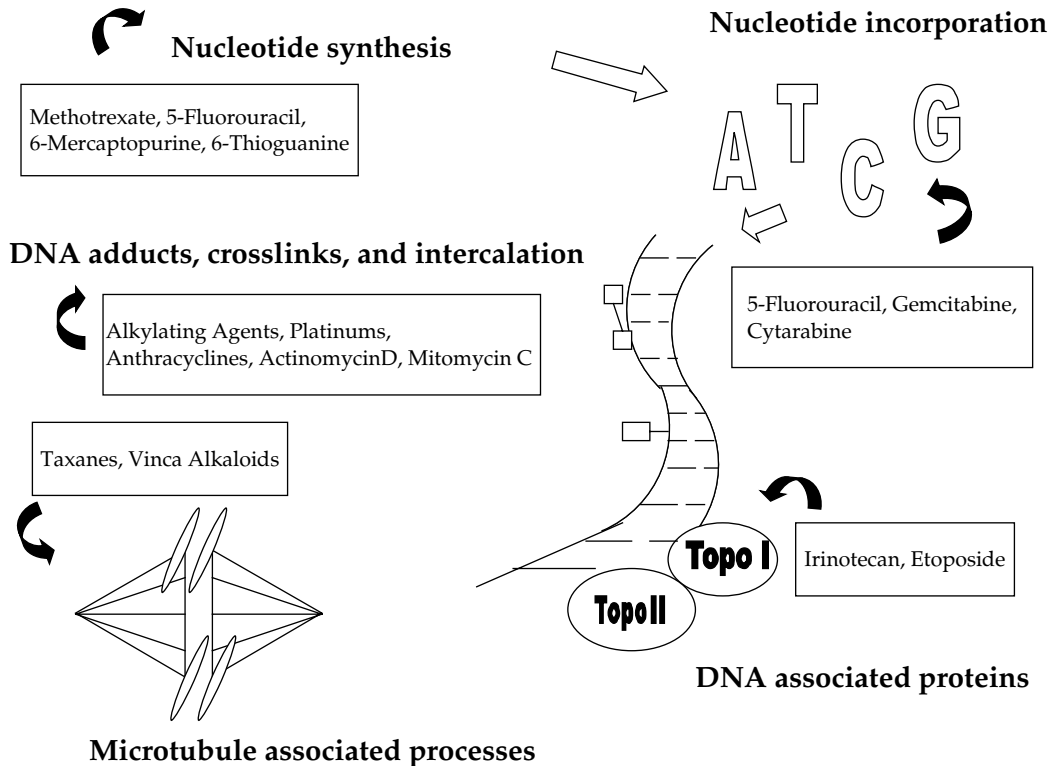 Nucleotide synthesis
Methotrexate, 5-Fluorouracil,
6-Mercaptopurine, 6-Thioguanine
Nucleotide incorporation
A T C G
5-Fluorouracil, Gemcitabine,
Cytarabine
DNA adducts, crosslinks, and intercalation
Alkylating Agents, Platinums,
Anthracyclines, ActinomycinD, Mitomycin C
Taxanes, Vinca Alkaloids
Microtubule associated processes
Topo I
Topo II
Irinotecan, Etoposide
DNA associated proteins